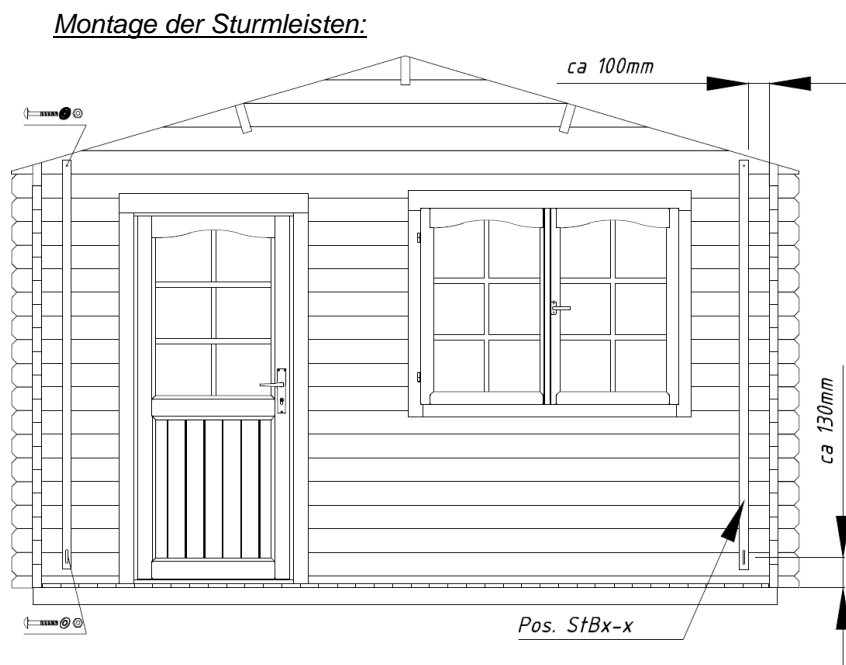 Montage der Sturmleisten:
ca 100mm
ca 130mm
Pos. StBx-x